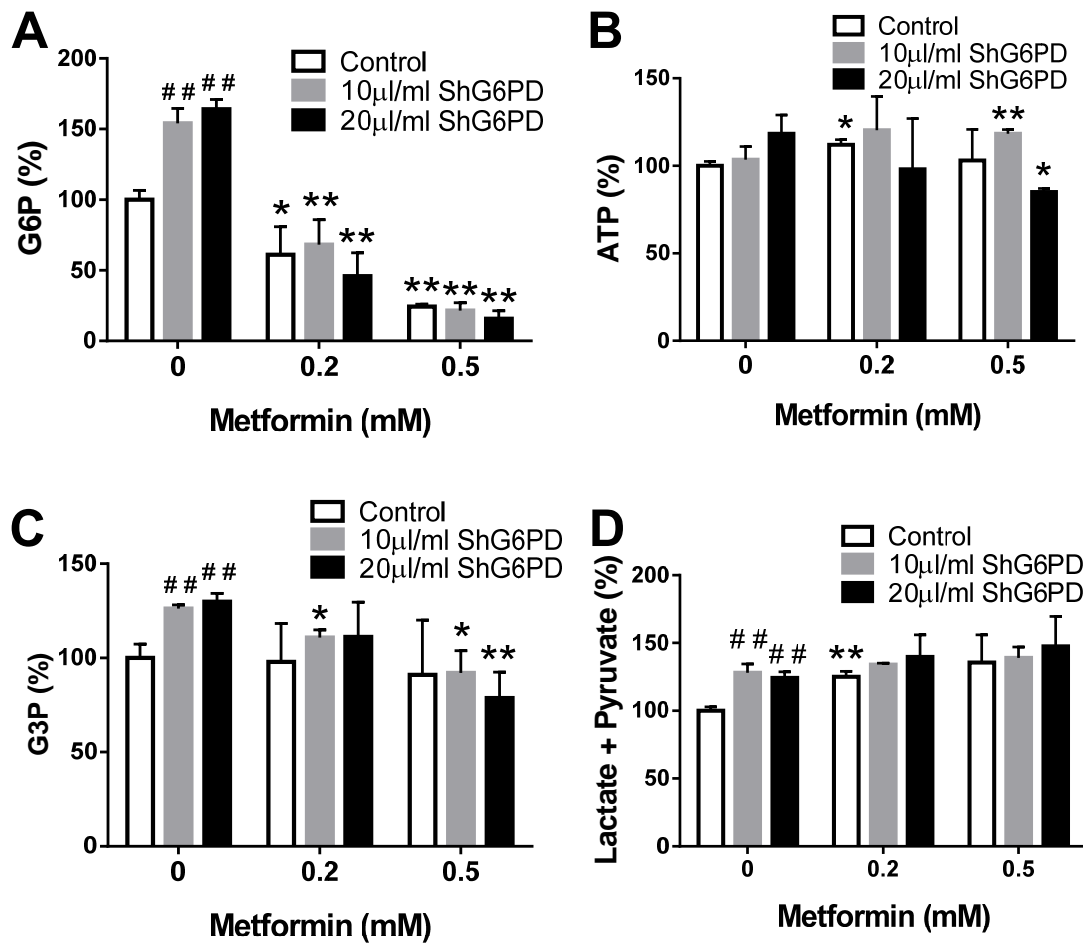 A
Control
10μl/ml ShG6PD
20μl/ml ShG6PD
G6P (%)
200
150
100
50
0
## ##
* ** **
** ** **
0 0.2 0.5
Metformin (mM)
B
Control
10μl/ml ShG6PD
20μl/ml ShG6PD
ATP (%)
150
100
50
0
* ** *
0 0.2 0.5
Metformin (mM)
C
Control
10μl/ml ShG6PD
20μl/ml ShG6PD
G3P (%)
150
100
50
0
## ##
* * **
0 0.2 0.5
Metformin (mM)
D
Control
10μl/ml ShG6PD
20μl/ml ShG6PD
Lactate + Pyruvate (%)
200
150
100
50
0
## ## **
0 0.2 0.5
Metformin (mM)